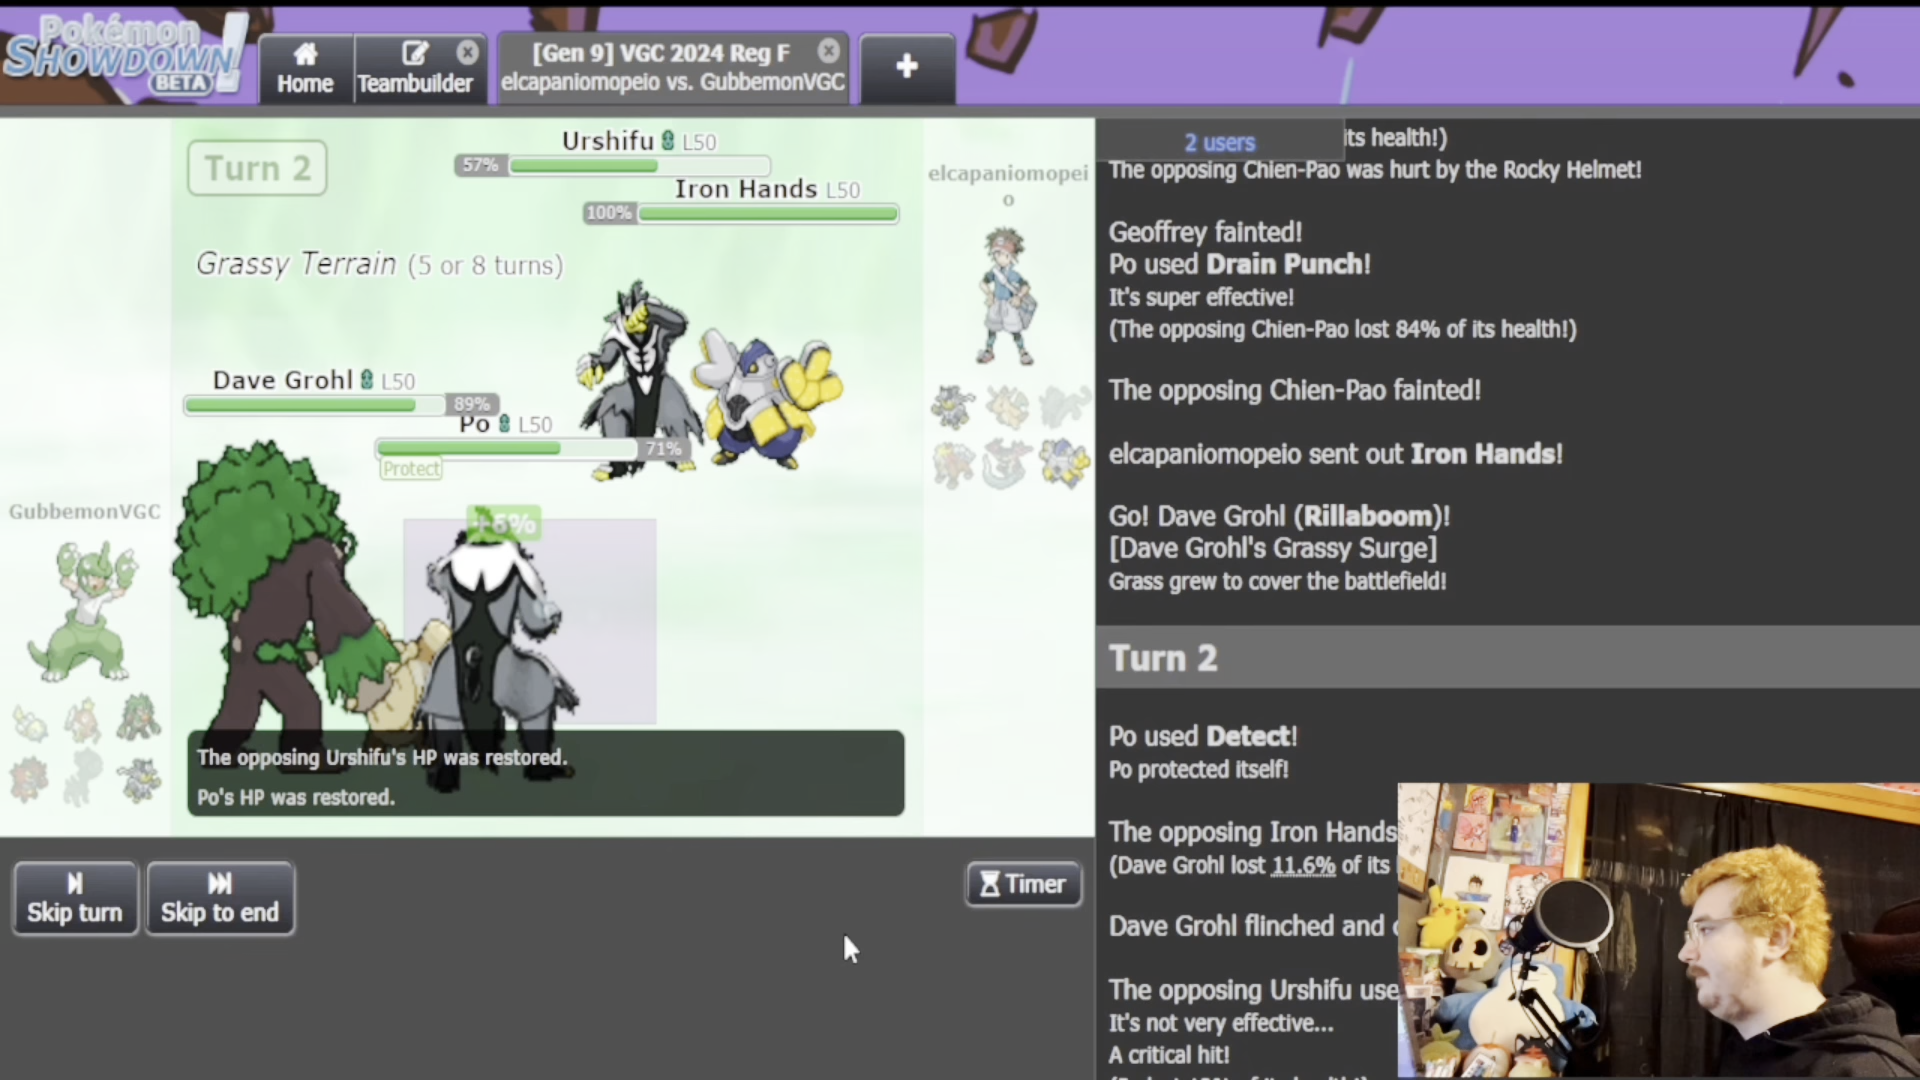 Pokémon
SHOWDOWN!
BETA
Home
Teambuilder
[Gen 9] VGC 2024 Reg F
elcapaniomopeio vs. GubbemonVGC
Turn 2
Urshifu L50
57%
Iron Hands L50
100%
Grassy Terrain (5 or 8 turns)
Dave Grohl L50
89%
Po L50
71%
Protect
elcapaniomopei
o
GubbemonVGC
The opposing Urshifu's HP was restored.
Po's HP was restored.
Skip turn
Skip to end
Timer
2 users
its health!)
The opposing Chien-Pao was hurt by the Rocky Helmet!
Geoffrey fainted!
Po used Drain Punch!
It's super effective!
(The opposing Chien-Pao lost 84% of its health!)
The opposing Chien-Pao fainted!
elcapaniomopeio sent out Iron Hands!
Go! Dave Grohl (Rillaboom)!
[Dave Grohl's Grassy Surge]
Grass grew to cover the battlefield!
Turn 2
Po used Detect!
Po protected itself!
The opposing Iron Hands
(Dave Grohl lost 11.6% of its
Dave Grohl flinched and
The opposing Urshifu use
It's not very effective...
A critical hit!